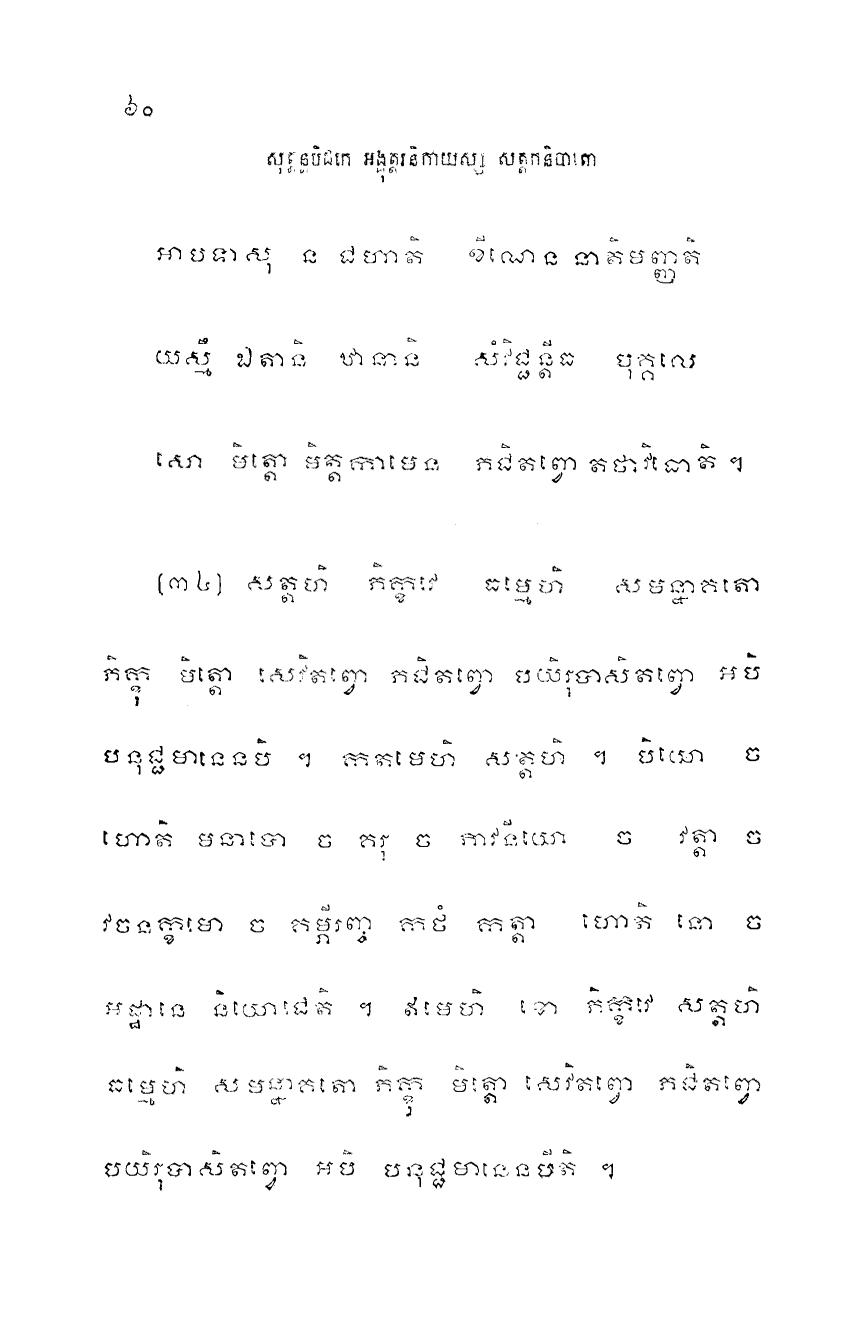 ៦០
សុត្តន្តបិដកេ អង្គុត្តរនិកាយស្ស សត្តកនិបាតោ
អាបទាសុ ន ជហាតិ ខីណេន នាតិមញ្ញតិ
យស្មឹ ឯតានិ ឋានានិ សំវិជ្ជន្តីធ បុគ្គលេ
សោ មិត្តោ មិត្តកាមេន ភជិតព្វោ តថាវិធោតិ ។
(៣៤) សត្តហិ ភិក្ខវេ ធម្មេហិ សមន្នាគតោ
ភិក្ខុ មិត្តោ សេវិតព្វោ ភជិតព្វោ បយិរុបាសិតព្វោ អបិ
បនុជ្ជមានេនបិ ។ កតមេហិ សត្តហិ ។ បិយោ ច
ហោតិ មនាបោ ច គរុ ច ភាវនីយោ ច វត្តា ច
វចនក្ខមោ ច គម្ភីរញ្ច កថំ កត្តា ហោតិ នោ ច
អដ្ឋានេ និយោជេតិ ។ ឥមេហិ ខោ ភិក្ខវេ សត្តហិ
ធម្មេហិ សមន្នាគតោ ភិក្ខុ មិត្តោ សេវិតព្វោ ភជិតព្វោ
បយិរុបាសិតព្វោ អបិ បនុជ្ជមានេនបីតិ ។